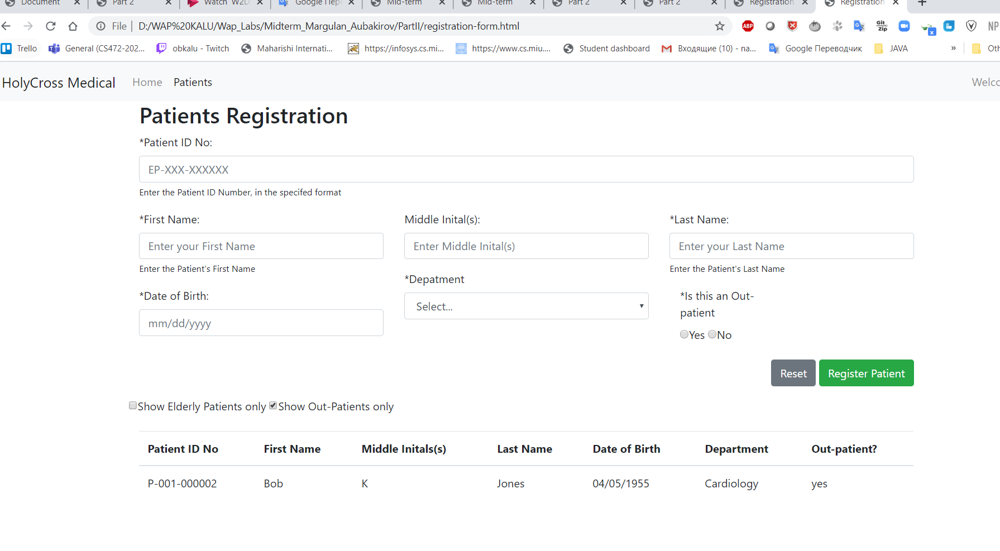 Document Part 2 Watch "W2D Google Пере Mid-term Mid-term Part 2 Part 2 Registration Registration
File | D:/WAP%20KALU/Wap_Labs/Midterm_Margulan_Aubakirov/PartII/registration-form.html ABP Git Zip NP
Trello General (CS472-202... obkalu - Twitch Maharishi Internati... https://infosys.cs.mi... https://www.cs.miu.... Student dashboard Входящие (10) - na... Google Переводчик JAVA » Oth
HolyCross Medical Home Patients Welco
Patients Registration
*Patient ID No:
EP-XXX-XXXXXX
Enter the Patient ID Number, in the specifed format
*First Name: Middle Inital(s): *Last Name:
Enter your First Name Enter Middle Inital(s) Enter your Last Name
Enter the Patient's First Name Enter the Patient's Last Name
*Depatment
*Date of Birth: *Is this an Out-
patient
Select...
mm/dd/yyyy
Yes No
Reset Register Patient
Show Elderly Patients only Show Out-Patients only
Patient ID No First Name Middle Initals(s) Last Name Date of Birth Department Out-patient?
P-001-000002 Bob K Jones 04/05/1955 Cardiology yes